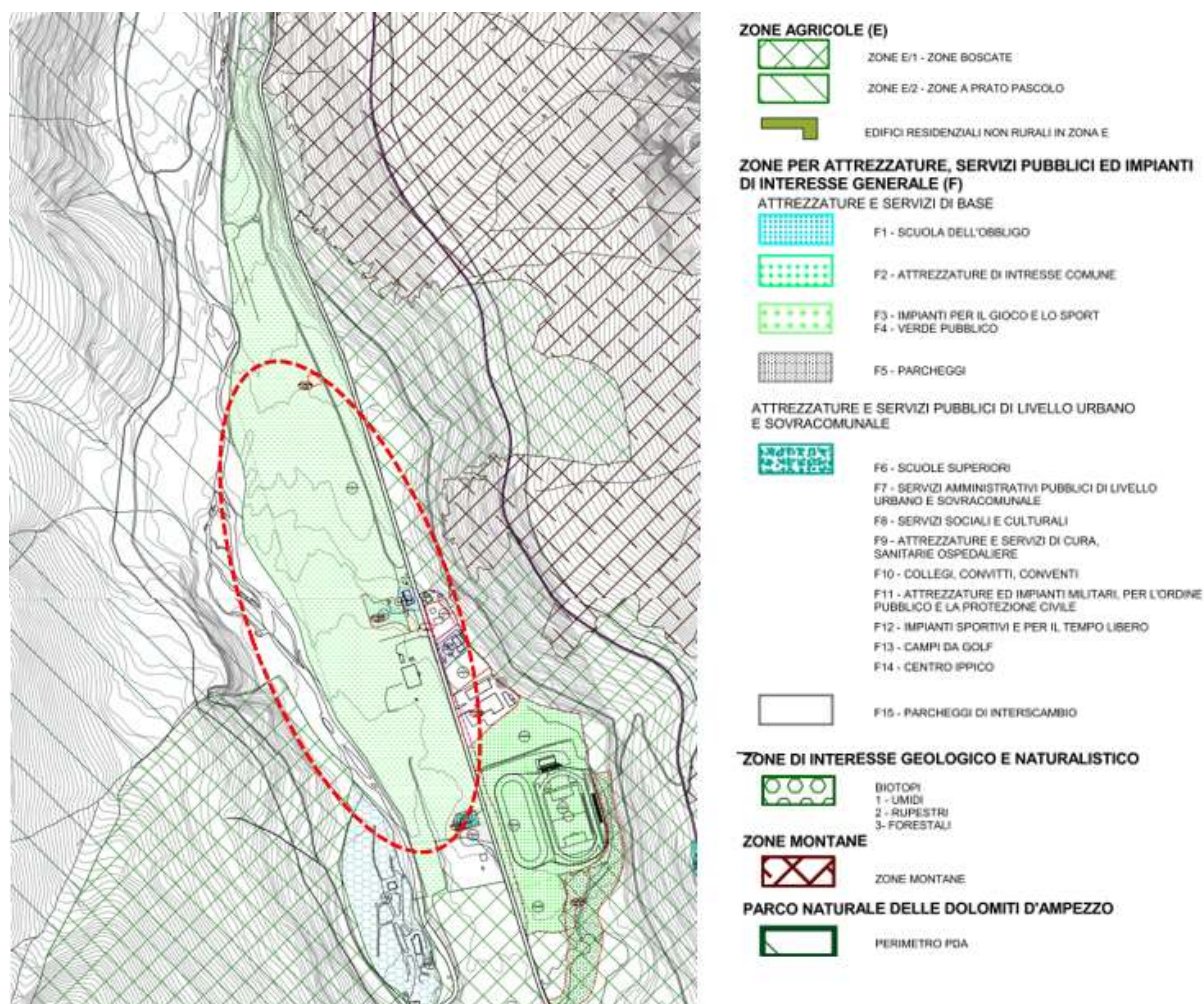 ZONE AGRICOLE (E)
ZONE E/1 - ZONE BOSCATE
ZONE E/2 - ZONE A PRATO PASCOLO
EDIFICI RESIDENZIALI NON RURALI IN ZONA E
ZONE PER ATTREZZATURE, SERVIZI PUBBLICI ED IMPIANTI
DI INTERESSE GENERALE (F)
ATTREZZATURE E SERVIZI DI BASE
F1 - SCUOLA DELL'OBBLIGO
F2 - ATTREZZATURE DI INTRESSE COMUNE
F3 - IMPIANTI PER IL GIOCO E LO SPORT
F4 - VERDE PUBBLICO
F5 - PARCHEGGI
ATTREZZATURE E SERVIZI PUBBLICI DI LIVELLO URBANO
E SOVRACOMUNALE
F6 - SCUOLE SUPERIORI
F7 - SERVIZI AMMINISTRATIVI PUBBLICI DI LIVELLO
URBANO E SOVRACOMUNALE
F8 - SERVIZI SOCIALI E CULTURALI
F9 - ATTREZZATURE E SERVIZI DI CURA,
SANITARIE OSPEDALIERE
F10 - COLLEGI, CONVITTI, CONVENTI
F11 - ATTREZZATURE ED IMPIANTI MILITARI, PER L'ORDINE
PUBBLICO E LA PROTEZIONE CIVILE
F12 - IMPIANTI SPORTIVI E PER IL TEMPO LIBERO
F13 - CAMPI DA GOLF
F14 - CENTRO IPPICO
F15 - PARCHEGGI DI INTERSCAMBIO
ZONE DI INTERESSE GEOLOGICO E NATURALISTICO
BIOTOPI
1 - UMIDI
2 - RUPESTRI
3- FORESTALI
ZONE MONTANE
ZONE MONTANE
PARCO NATURALE DELLE DOLOMITI D'AMPEZZO
PERIMETRO PDA